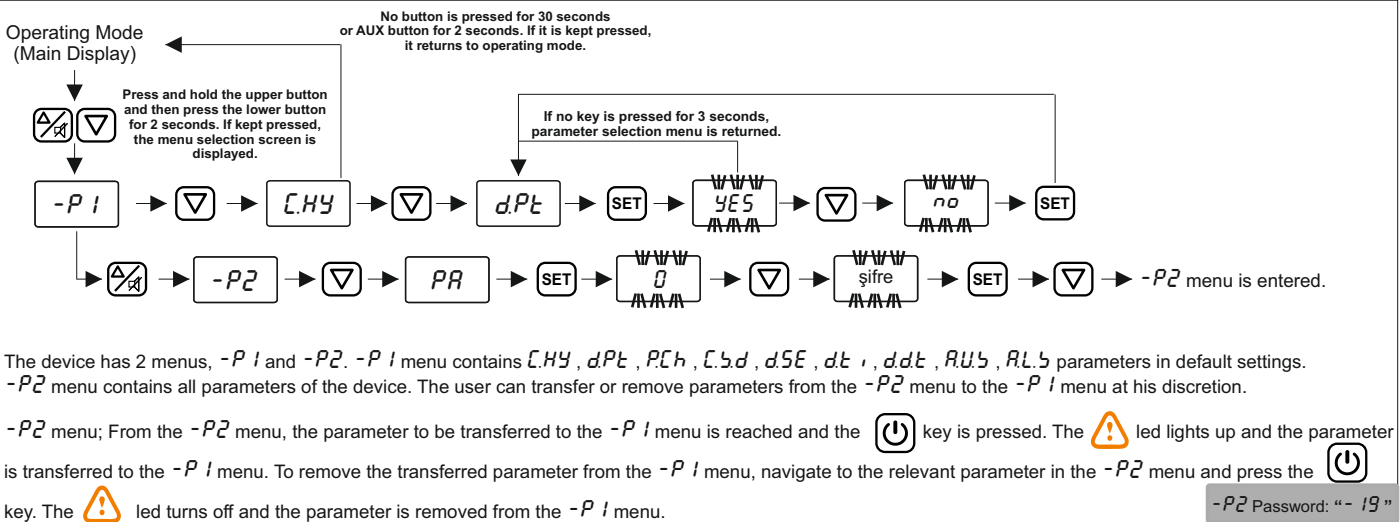 No button is pressed for 30 seconds
or AUX button for 2 seconds. If it is kept pressed,
it returns to operating mode.
Operating Mode
(Main Display)
Press and hold the upper button
and then press the lower button
for 2 seconds. If kept pressed,
the menu selection screen is
displayed.
If no key is pressed for 3 seconds,
parameter selection menu is returned.
-P1 C.HY d.Pt SET YES no SET
-P2 PA SET 0 şifre SET -P2 menu is entered.
The device has 2 menus, -P1 and -P2. -P1 menu contains C.HY , d.Pt , P.Ch , C.S.d , d.SE , d.t i , d.d.t , A.U.S , A.L.S parameters in default settings.
-P2 menu contains all parameters of the device. The user can transfer or remove parameters from the -P2 menu to the -P1 menu at his discretion.
-P2 menu; From the -P2 menu, the parameter to be transferred to the -P1 menu is reached and the key is pressed. The led lights up and the parameter
is transferred to the -P1 menu. To remove the transferred parameter from the -P1 menu, navigate to the relevant parameter in the -P2 menu and press the
key. The led turns off and the parameter is removed from the -P1 menu.
-P2 Password: “- 19 ”